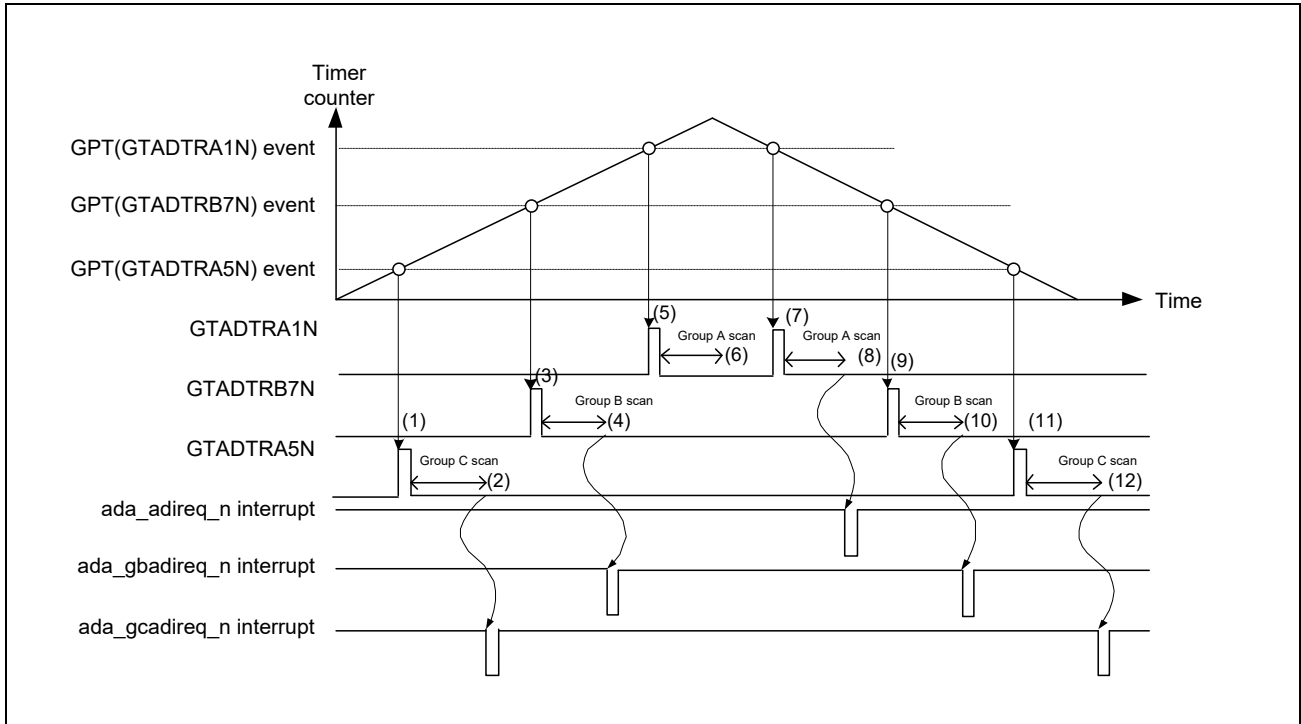 Timer
counter
GPT(GTADTRA1N) event
GPT(GTADTRB7N) event
GPT(GTADTRA5N) event
Time
GTADTRA1N
(5)
Group A scan
(6)
(7)
Group A scan
(8)
(9)
GTADTRB7N
(3)
Group B scan
(4)
Group B scan
(10)
GTADTRA5N
(1)
Group C scan
(2)
(11)
Group C scan
(12)
ada_adireq_n interrupt
ada_gbadireq_n interrupt
ada_gcadireq_n interrupt